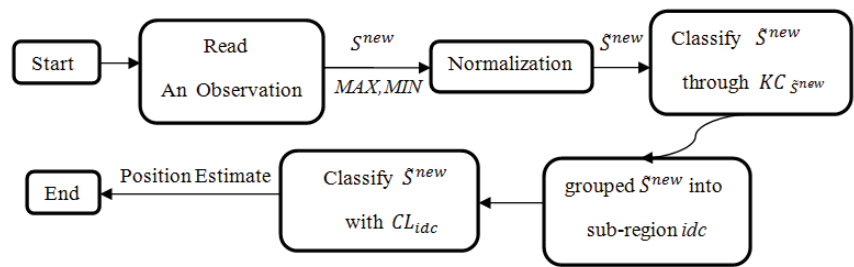 Start
Read
An Observation
S^new
MAX,MIN
Normalization
S̃^new
Classify S̃^new
through KC_S̃^new
grouped S̃^new into
sub-region idc
Classify S̃^new
with CL_idc
Position Estimate
End